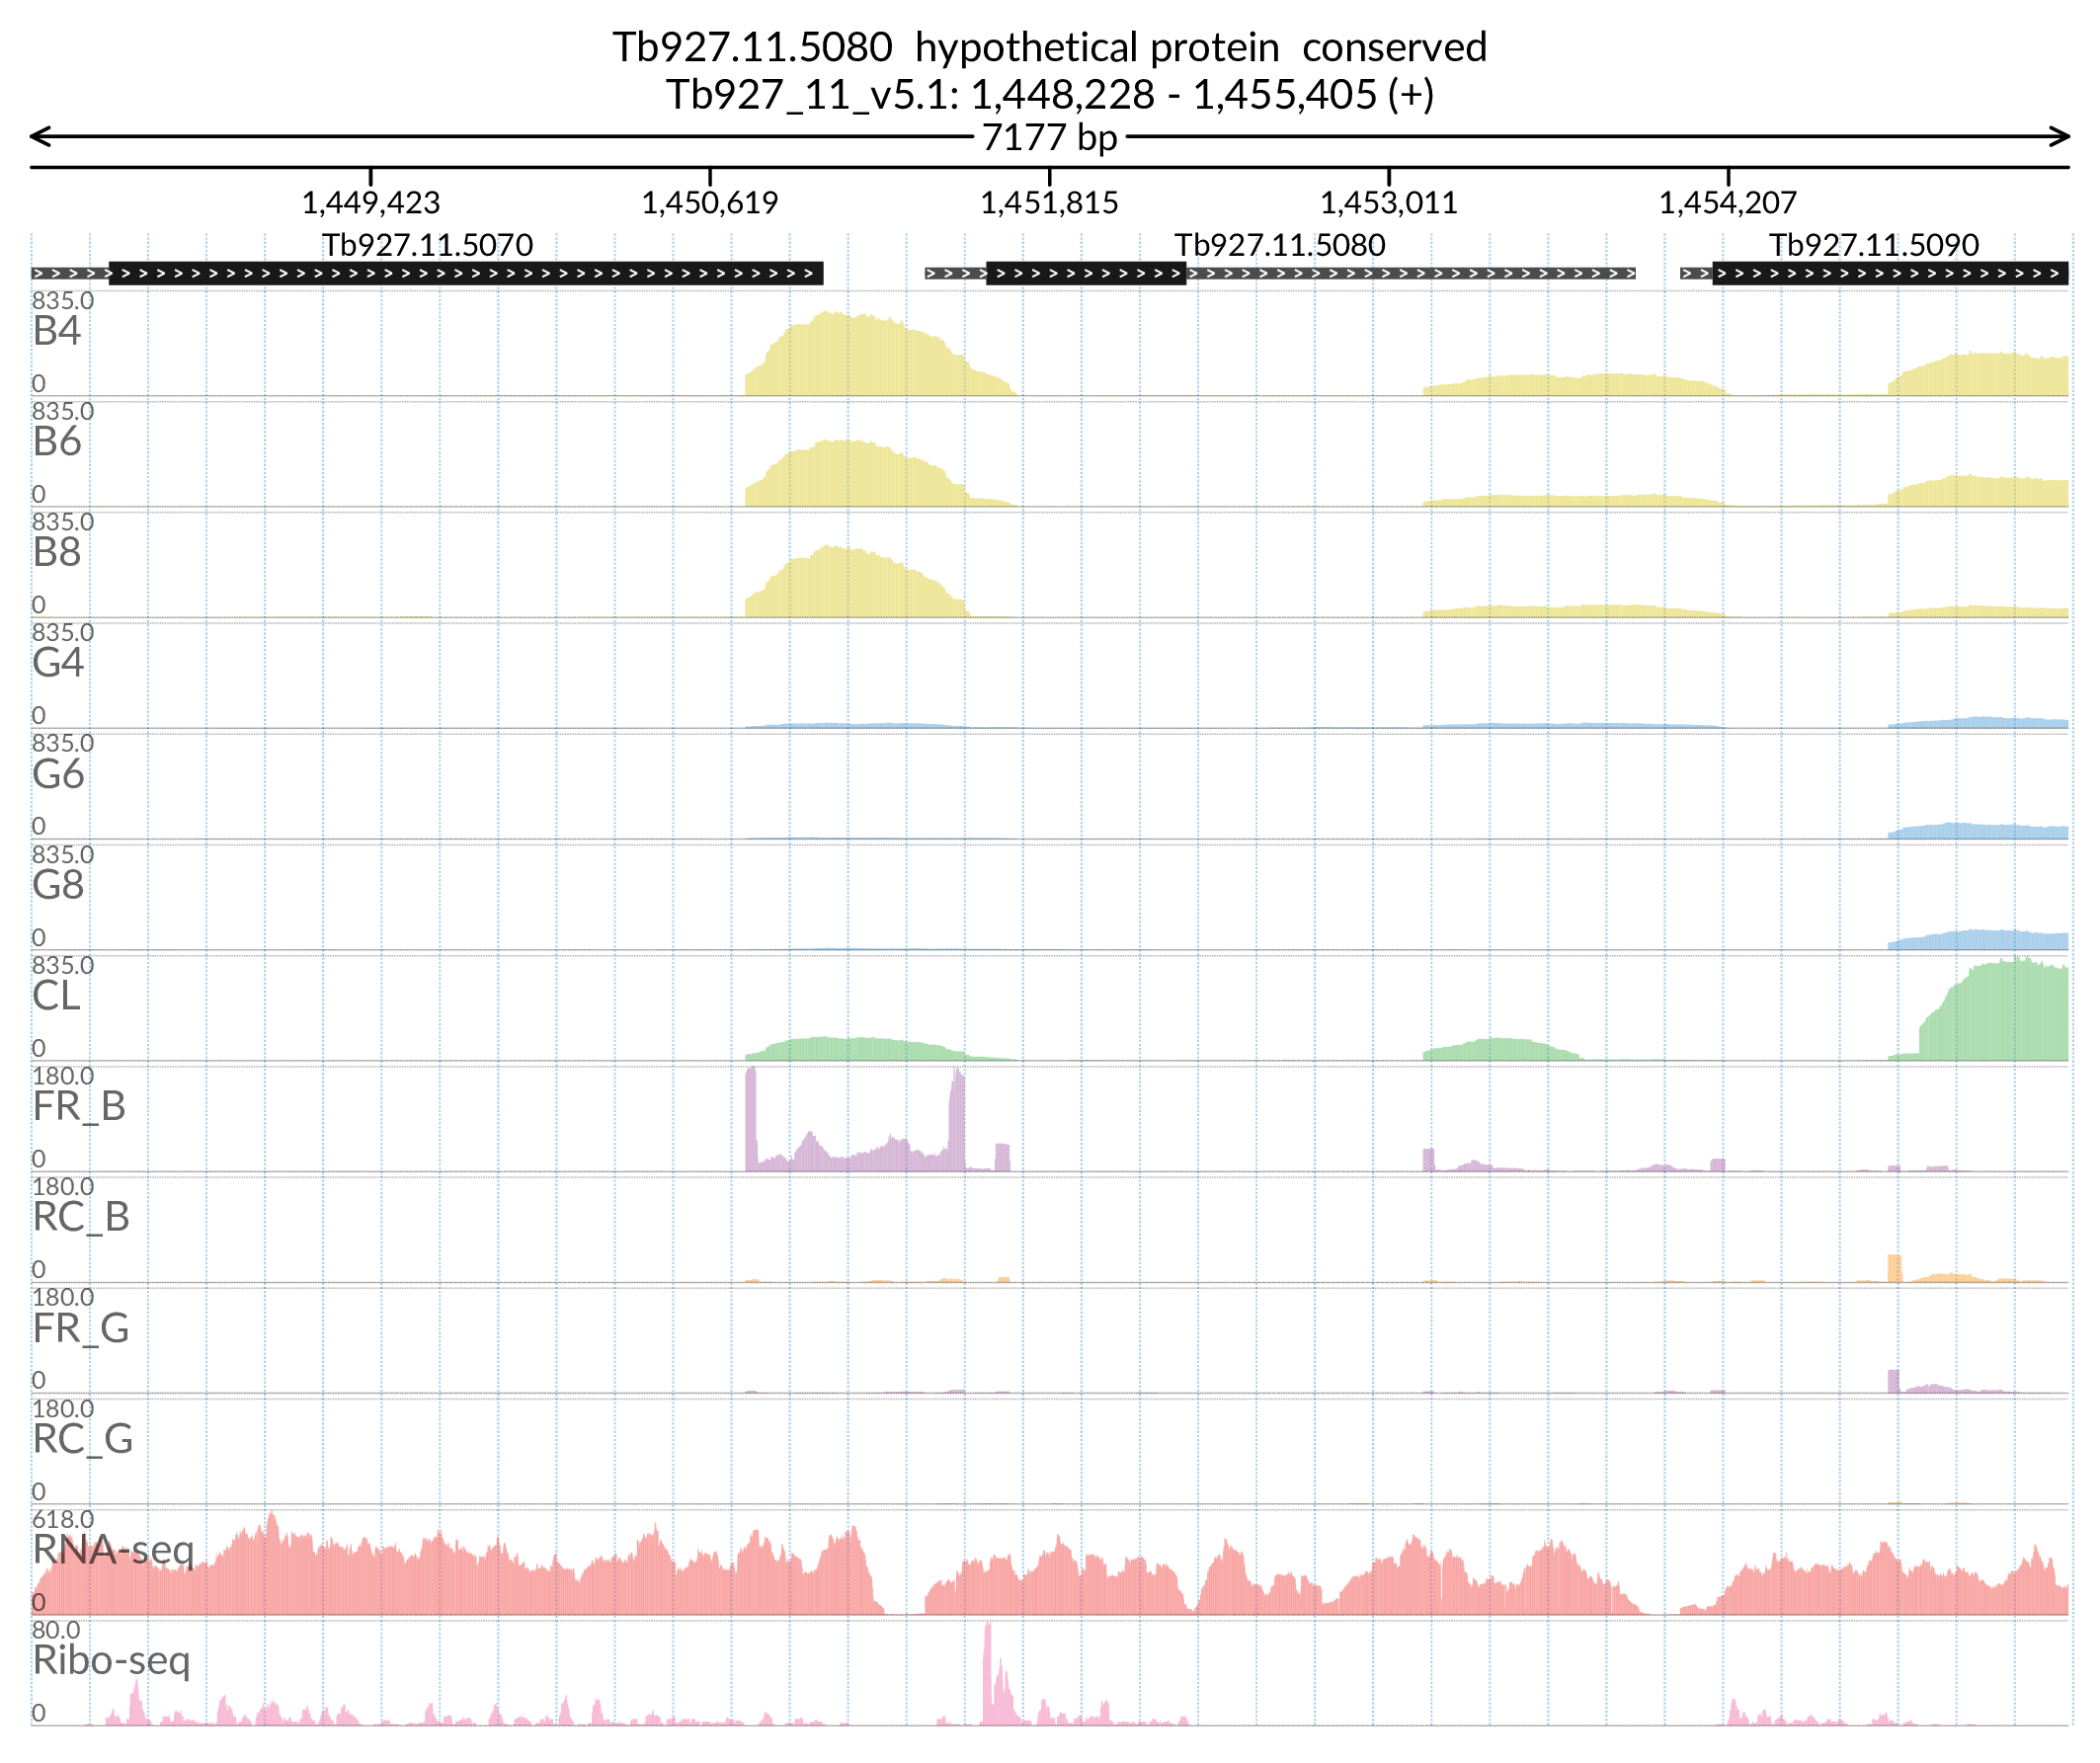 Tb927.11.5080 hypothetical protein conserved
Tb927_11_v5.1: 1,448,228 - 1,455,405 (+)
7177 bp
1,449,423 1,450,619 1,451,815 1,453,011 1,454,207
Tb927.11.5070 Tb927.11.5080 Tb927.11.5090
835.0
B4
0
835.0
B6
0
835.0
B8
0
835.0
G4
0
835.0
G6
0
835.0
G8
0
835.0
CL
0
180.0
FR_B
0
180.0
RC_B
0
180.0
FR_G
0
180.0
RC_G
0
618.0
RNA-seq
0
80.0
Ribo-seq
0